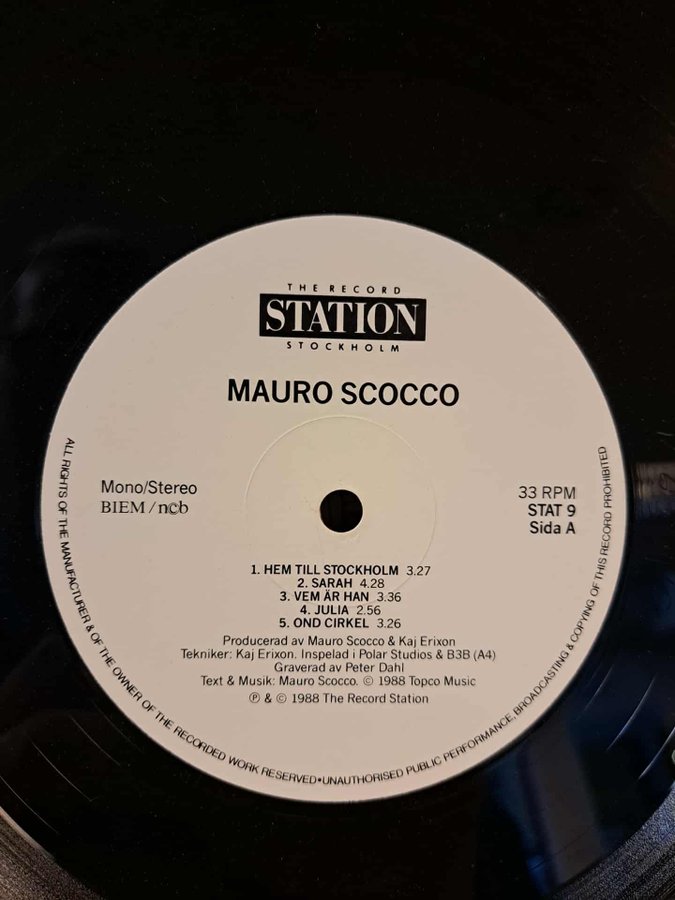 THE RECORD
STATION
STOCKHOLM
MAURO SCOCCO
Mono/Stereo
BIEM/ncb
33 RPM
STAT 9
Sida A
1. HEM TILL STOCKHOLM 3.27
2. SARAH 4.28
3. VEM ÄR HAN 3.36
4. JULIA 2.56
5. OND CIRKEL 3.26
Producerad av Mauro Scocco & Kaj Erixon
Tekniker: Kaj Erixon. Inspelad i Polar Studios & B3B (A4)
Graverad av Peter Dahl
Text & Musik: Mauro Scocco. © 1988 Topco Music
℗ & © 1988 The Record Station
ALL RIGHTS OF THE MANUFACTURER & OF THE OWNER OF THE RECORDED WORK RESERVED•UNAUTHORISED PUBLIC PERFORMANCE, BROADCASTING & COPYING OF THIS RECORD PROHIBITED